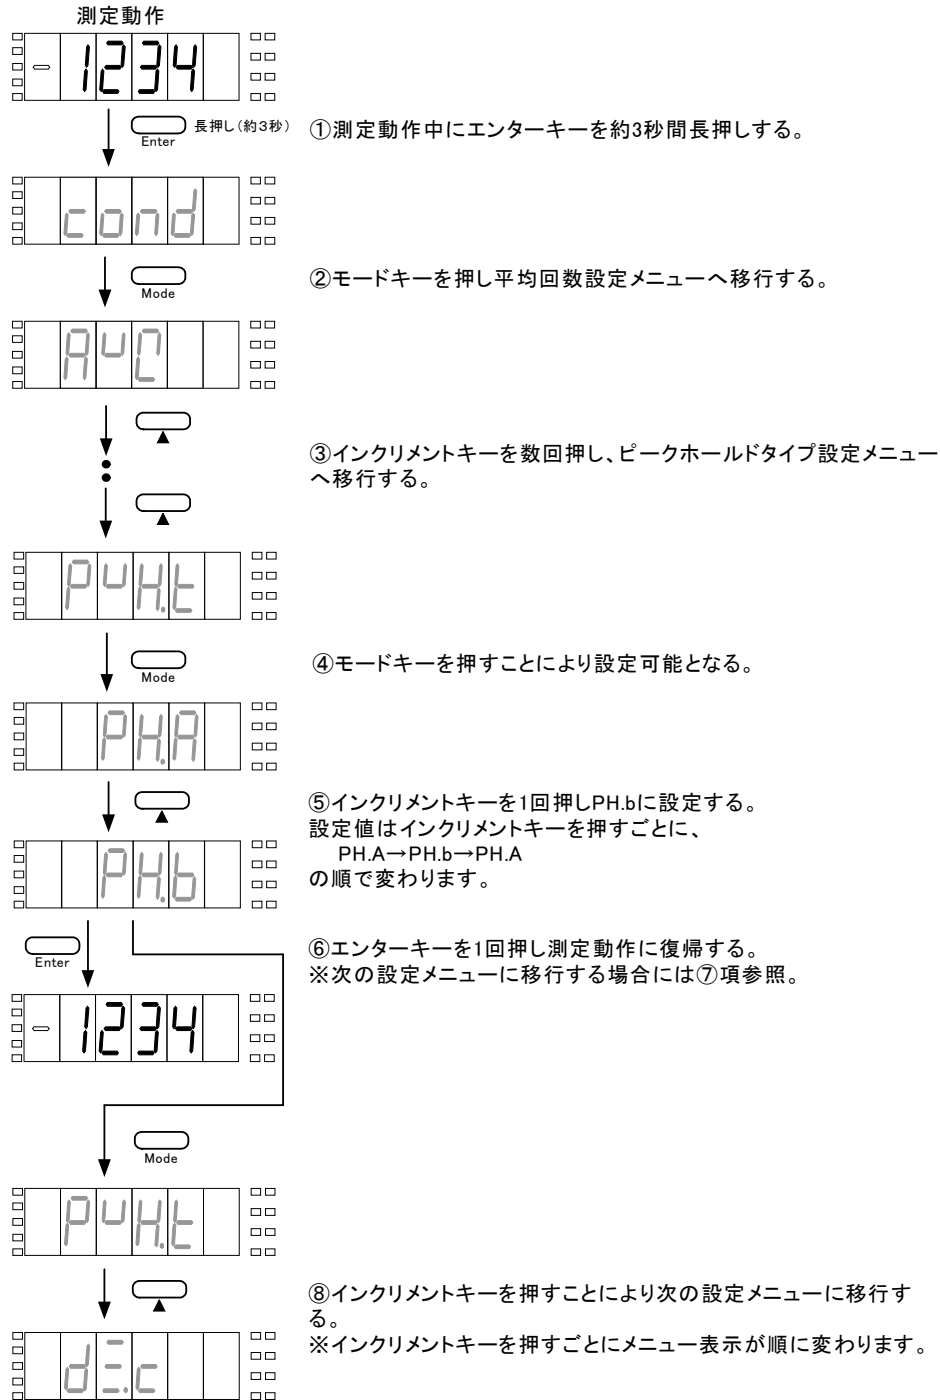 測定動作
- 1234
長押し(約3秒)
Enter
①測定動作中にエンターキーを約3秒間長押しする。
cond
Mode
②モードキーを押し平均回数設定メニューへ移行する。
▲
③インクリメントキーを数回押し、ピークホールドタイプ設定メニュー
へ移行する。
▲
Mode
④モードキーを押すことにより設定可能となる。
PH.A
▲
⑤インクリメントキーを1回押しPH.bに設定する。
設定値はインクリメントキーを押すごとに、
PH.A→PH.b→PH.A
の順で変わります。
PH.b
Enter
⑥エンターキーを1回押し測定動作に復帰する。
※次の設定メニューに移行する場合には⑦項参照。
- 1234
Mode
▲
⑧インクリメントキーを押すことにより次の設定メニューに移行す
る。
※インクリメントキーを押すごとにメニュー表示が順に変わります。